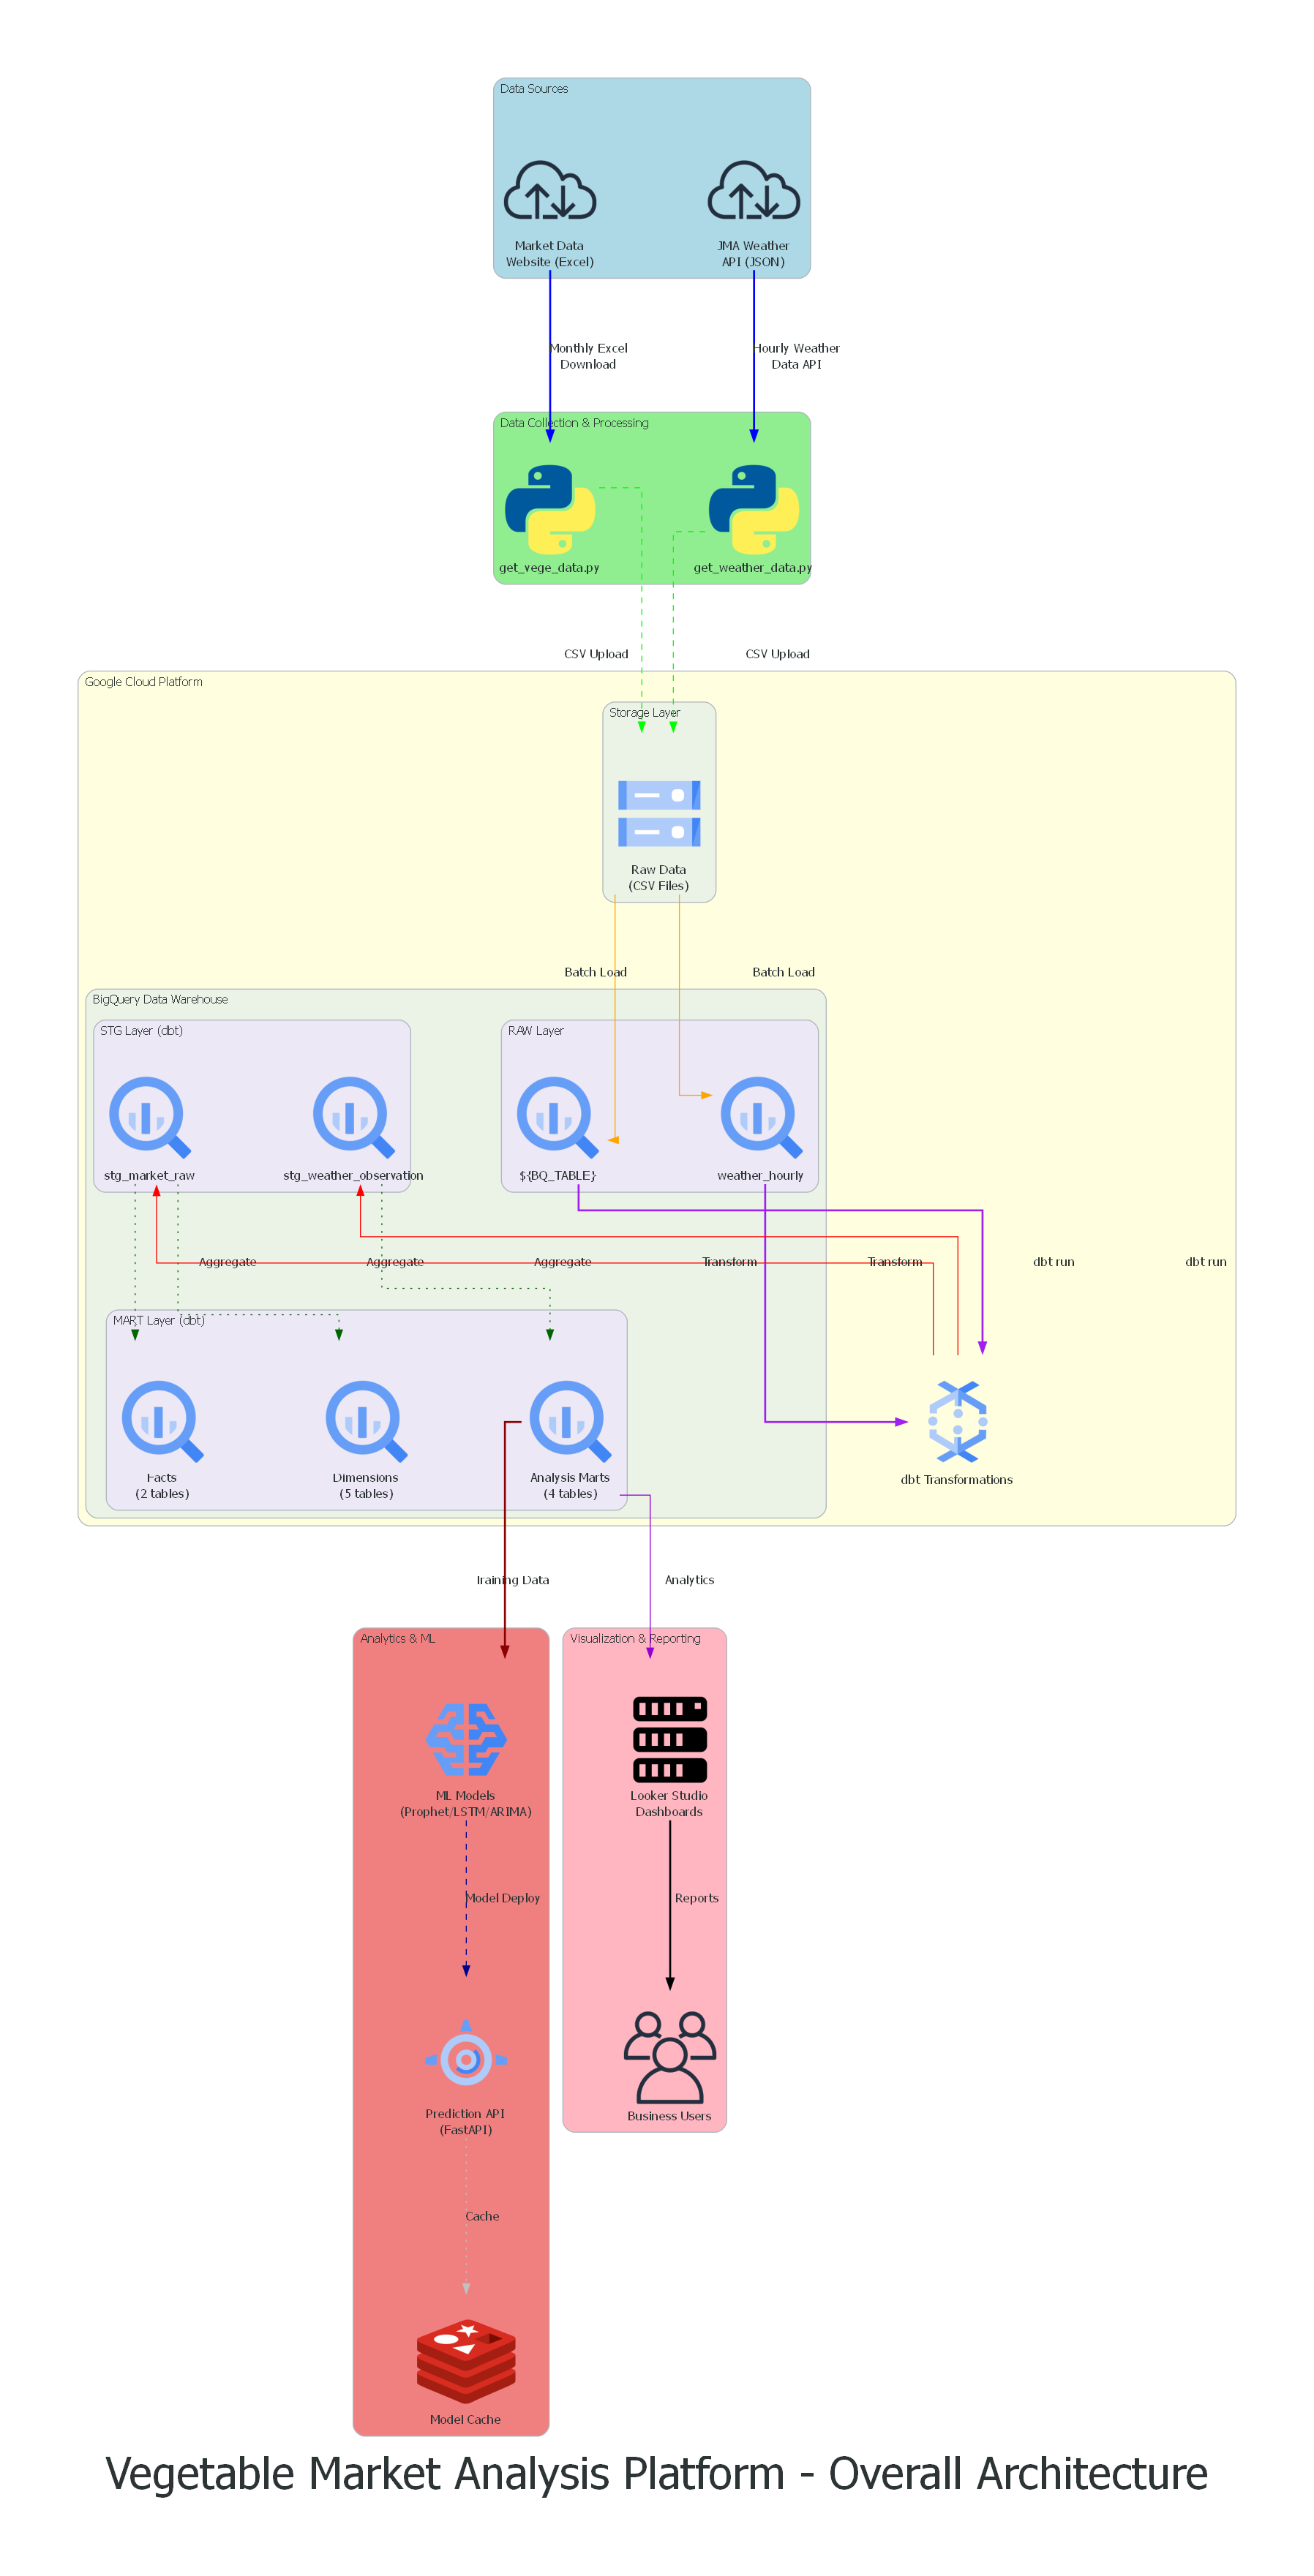 Data Sources
Market Data
Website (Excel)
JMA Weather
API (JSON)
Monthly Excel
Download
Hourly Weather
Data API
Data Collection & Processing
get_vege_data.py
get_weather_data.py
CSV Upload
CSV Upload
Google Cloud Platform
Storage Layer
Raw Data
(CSV Files)
Batch Load
Batch Load
BigQuery Data Warehouse
STG Layer (dbt)
RAW Layer
stg_market_raw
stg_weather_observation
${BQ_TABLE}
weather_hourly
Aggregate
Aggregate
Aggregate
Transform
Transform
dbt run
dbt run
MART Layer (dbt)
Facts
(2 tables)
Dimensions
(5 tables)
Analysis Marts
(4 tables)
dbt Transformations
Training Data
Analytics
Analytics & ML
Visualization & Reporting
ML Models
(Prophet/LSTM/ARIMA)
Looker Studio
Dashboards
Model Deploy
Reports
Prediction API
(FastAPI)
Business Users
Cache
Model Cache
Vegetable Market Analysis Platform - Overall Architecture